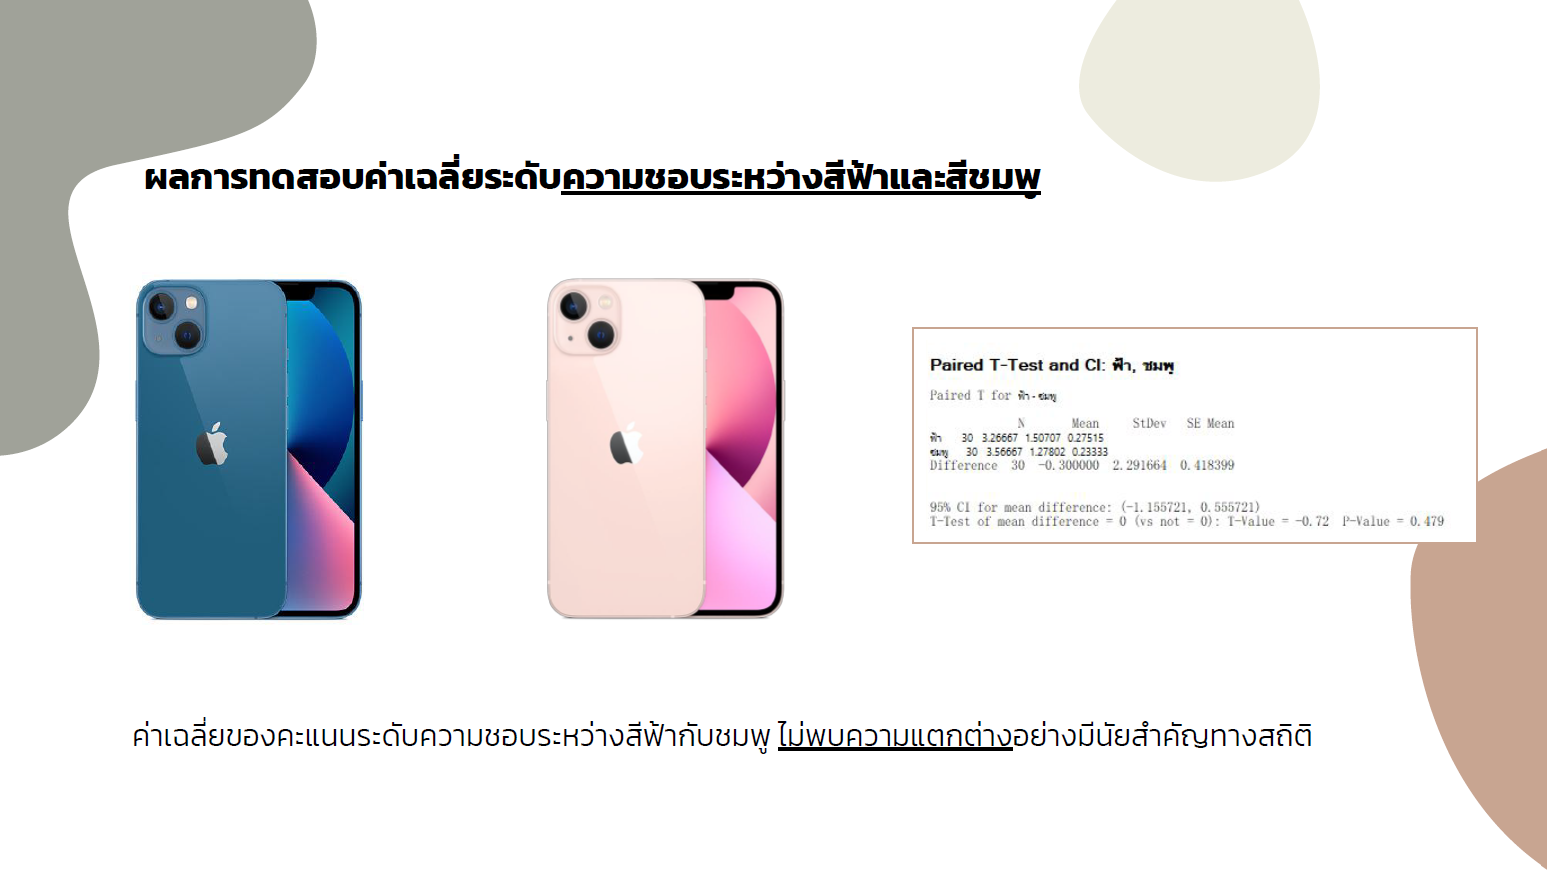 ผลการทดสอบค่าเฉลี่ยระดับความชอบระหว่างสีฟ้าและสีชมพู
Paired T-Test and CI: ฟ้า, ชมพู
Paired T for ฟ้า - ชมพู
N Mean StDev SE Mean
ฟ้า 30 3.26667 1.50707 0.27515
ชมพู 30 3.56667 1.27802 0.23333
Difference 30 -0.300000 2.291664 0.418399
95% CI for mean difference: (-1.155721, 0.555721)
T-Test of mean difference = 0 (vs not = 0): T-Value = -0.72 P-Value = 0.479
ค่าเฉลี่ยของคะแนนระดับความชอบระหว่างสีฟ้ากับชมพู ไม่พบความแตกต่างอย่างมีนัยสำคัญทางสถิติ